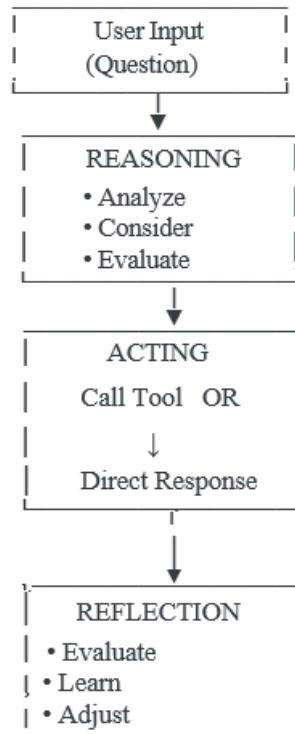 User Input
(Question)
REASONING
• Analyze
• Consider
• Evaluate
ACTING
Call Tool OR
↓
Direct Response
REFLECTION
• Evaluate
• Learn
• Adjust